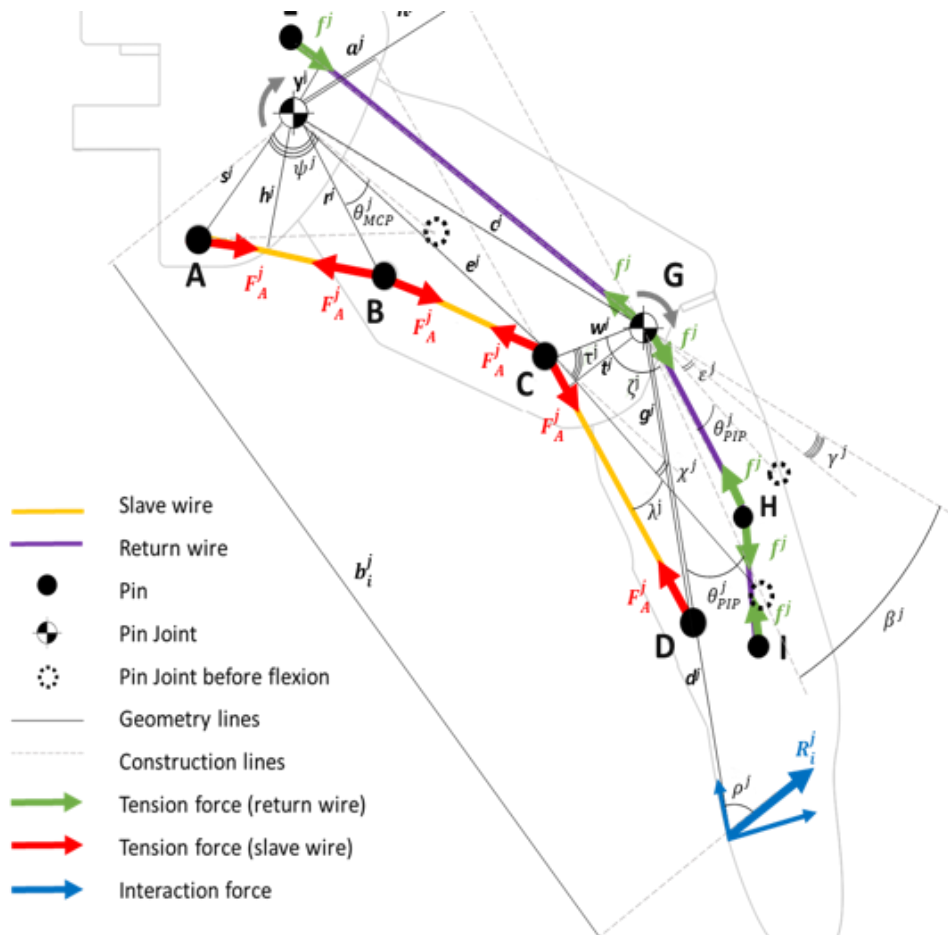 f^j
a^j
y^j
ψ^j
s^j
h^j
r^j
θ^j_MCP
c^j
e^j
A
F^j_A
F^j_A
B
F^j_A
F^j_A
C
F^j_A
f^j
G
w^j
τ^j
t^j
ζ^j
g^j
f^j
ε^j
θ^j_PIP
γ^j
χ^j
f^j
H
λ^j
f^j
F^j_A
θ^j_PIP
f^j
β^j
D
I
d^j
b^j_i
R^j_i
ρ^j
Slave wire
Return wire
Pin
Pin Joint
Pin Joint before flexion
Geometry lines
Construction lines
Tension force (return wire)
Tension force (slave wire)
Interaction force